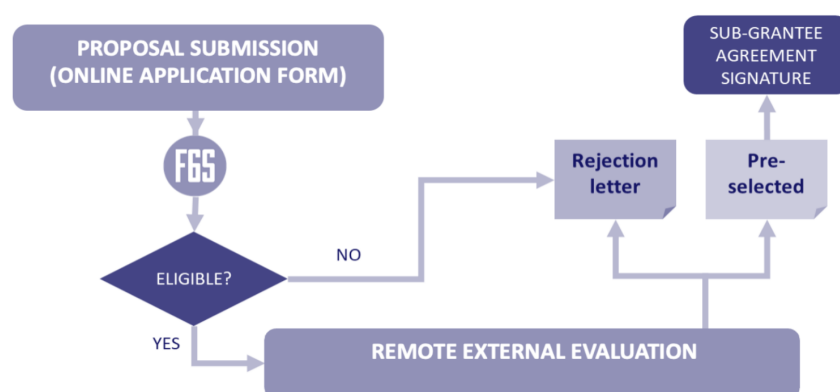 PROPOSAL SUBMISSION
(ONLINE APPLICATION FORM)
SUB-GRANTEE
AGREEMENT
SIGNATURE
F6S
Rejection
letter
Pre-
selected
NO
ELIGIBLE?
YES
REMOTE EXTERNAL EVALUATION